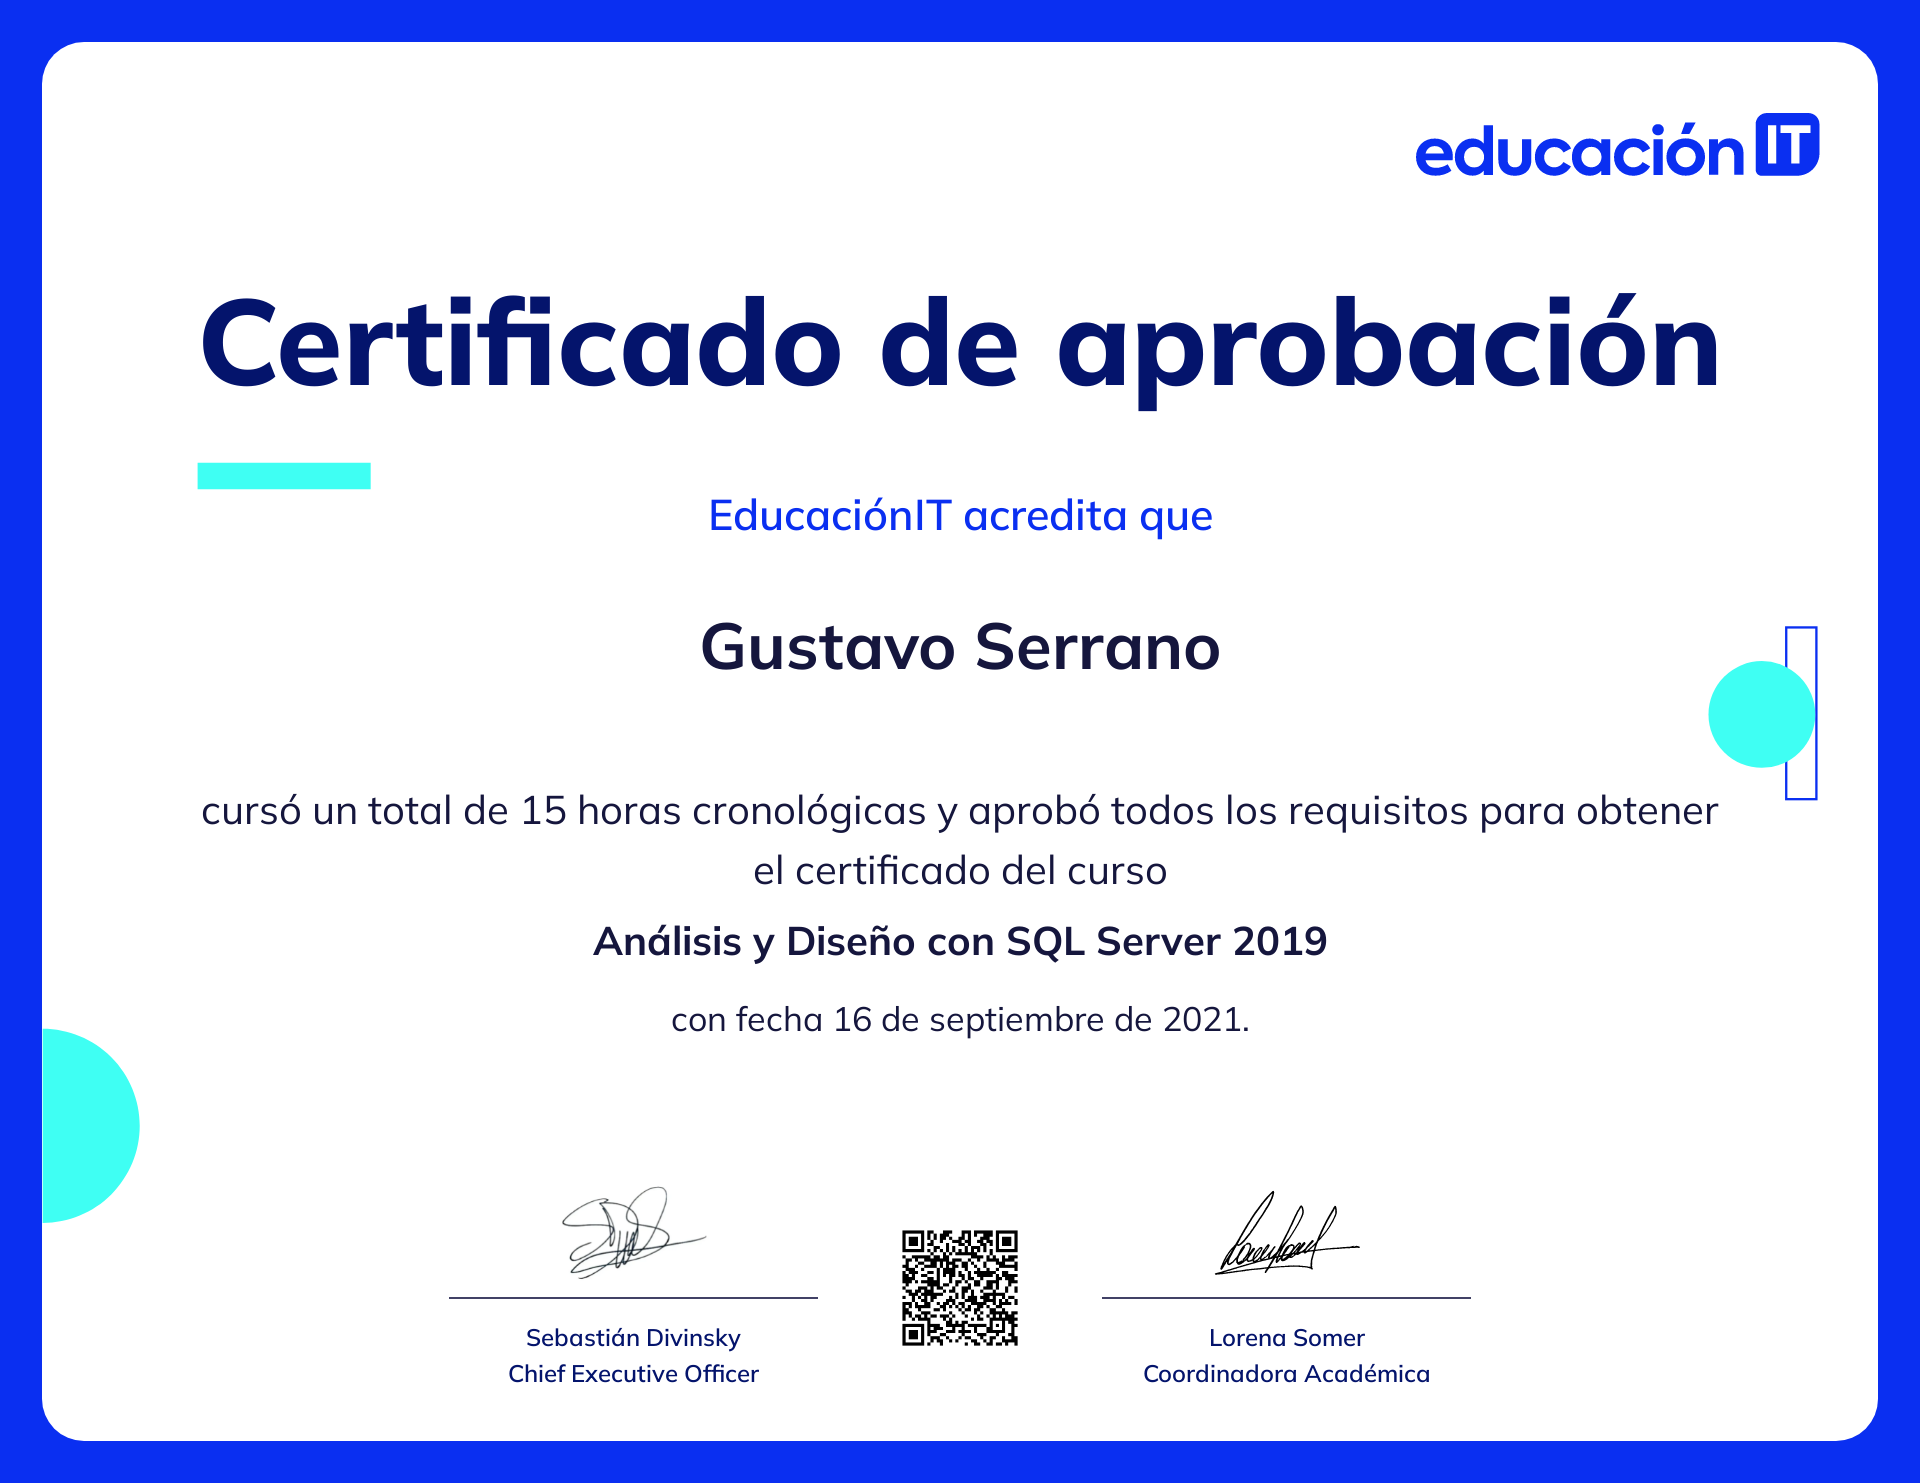 educación IT
Certificado de aprobación
EducaciónIT acredita que
Gustavo Serrano
cursó un total de 15 horas cronológicas y aprobó todos los requisitos para obtener
el certificado del curso
Análisis y Diseño con SQL Server 2019
con fecha 16 de septiembre de 2021.
Sebastián Divinsky
Chief Executive Officer
Lorena Somer
Coordinadora Académica